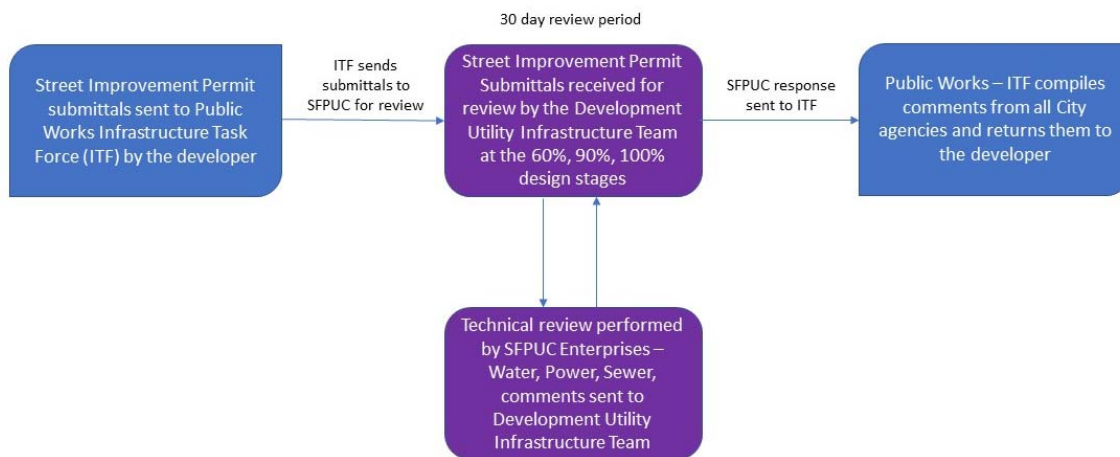 30 day review period
Street Improvement Permit
submittals sent to Public
Works Infrastructure Task
Force (ITF) by the developer
ITF sends
submittals to
SFPUC for review
Street Improvement Permit
Submittals received for
review by the Development
Utility Infrastructure Team
at the 60%, 90%, 100%
design stages
SFPUC response
sent to ITF
Public Works – ITF compiles
comments from all City
agencies and returns them to
the developer
Technical review performed
by SFPUC Enterprises –
Water, Power, Sewer,
comments sent to
Development Utility
Infrastructure Team